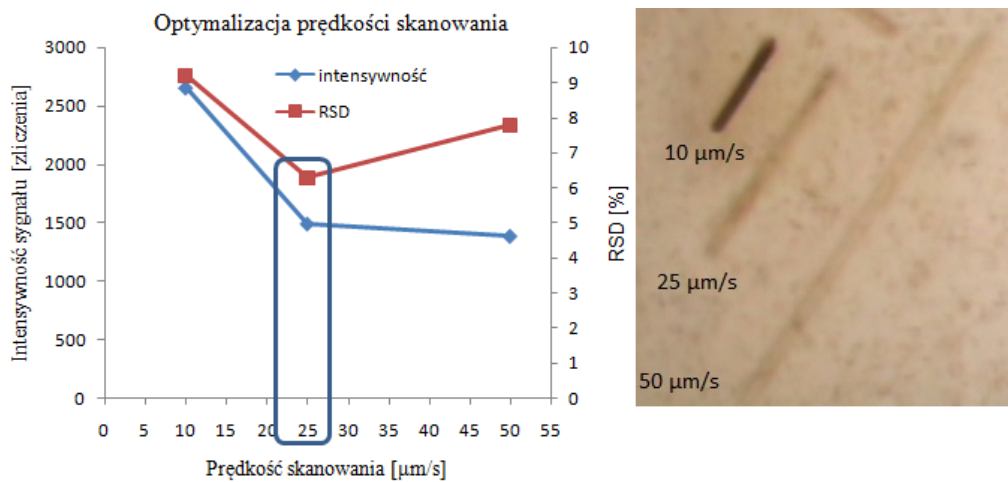 Optymalizacja prędkości skanowania
intensywność
RSD
Intensywność sygnału [zliczenia]
3000
2500
2000
1500
1000
500
0
10
9
8
7
6
5
4
3
2
1
0
RSD [%]
0 5 10 15 20 25 30 35 40 45 50 55
Prędkość skanowania [µm/s]
10 µm/s
25 µm/s
50 µm/s